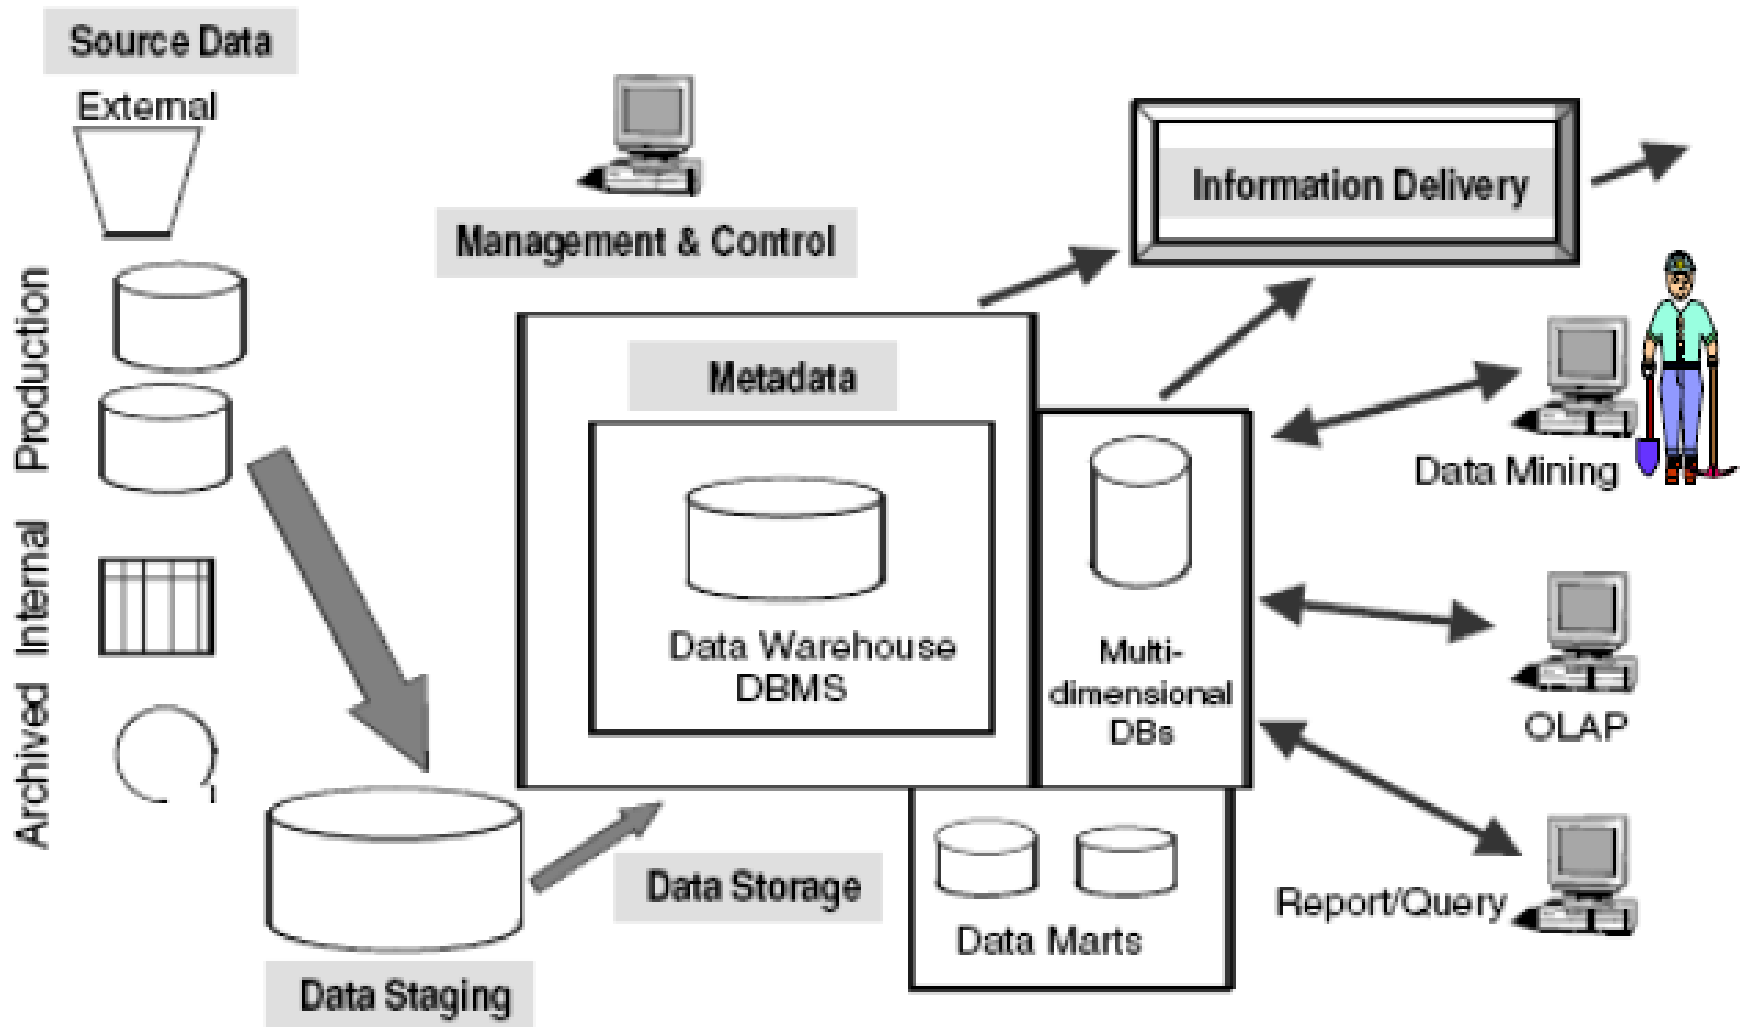 Source Data
External
Production
Internal
Archived
Management & Control
Information Delivery
Metadata
Data Warehouse
DBMS
Multi-
dimensional
DBs
Data Mining
OLAP
Report/Query
Data Storage
Data Marts
Data Staging